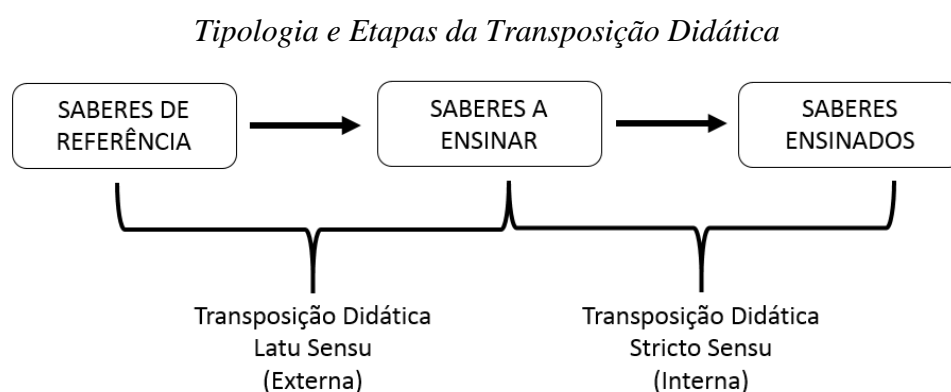 Tipologia e Etapas da Transposição Didática
SABERES DE
REFERÊNCIA
SABERES A
ENSINAR
SABERES
ENSINADOS
Transposição Didática
Latu Sensu
(Externa)
Transposição Didática
Stricto Sensu
(Interna)